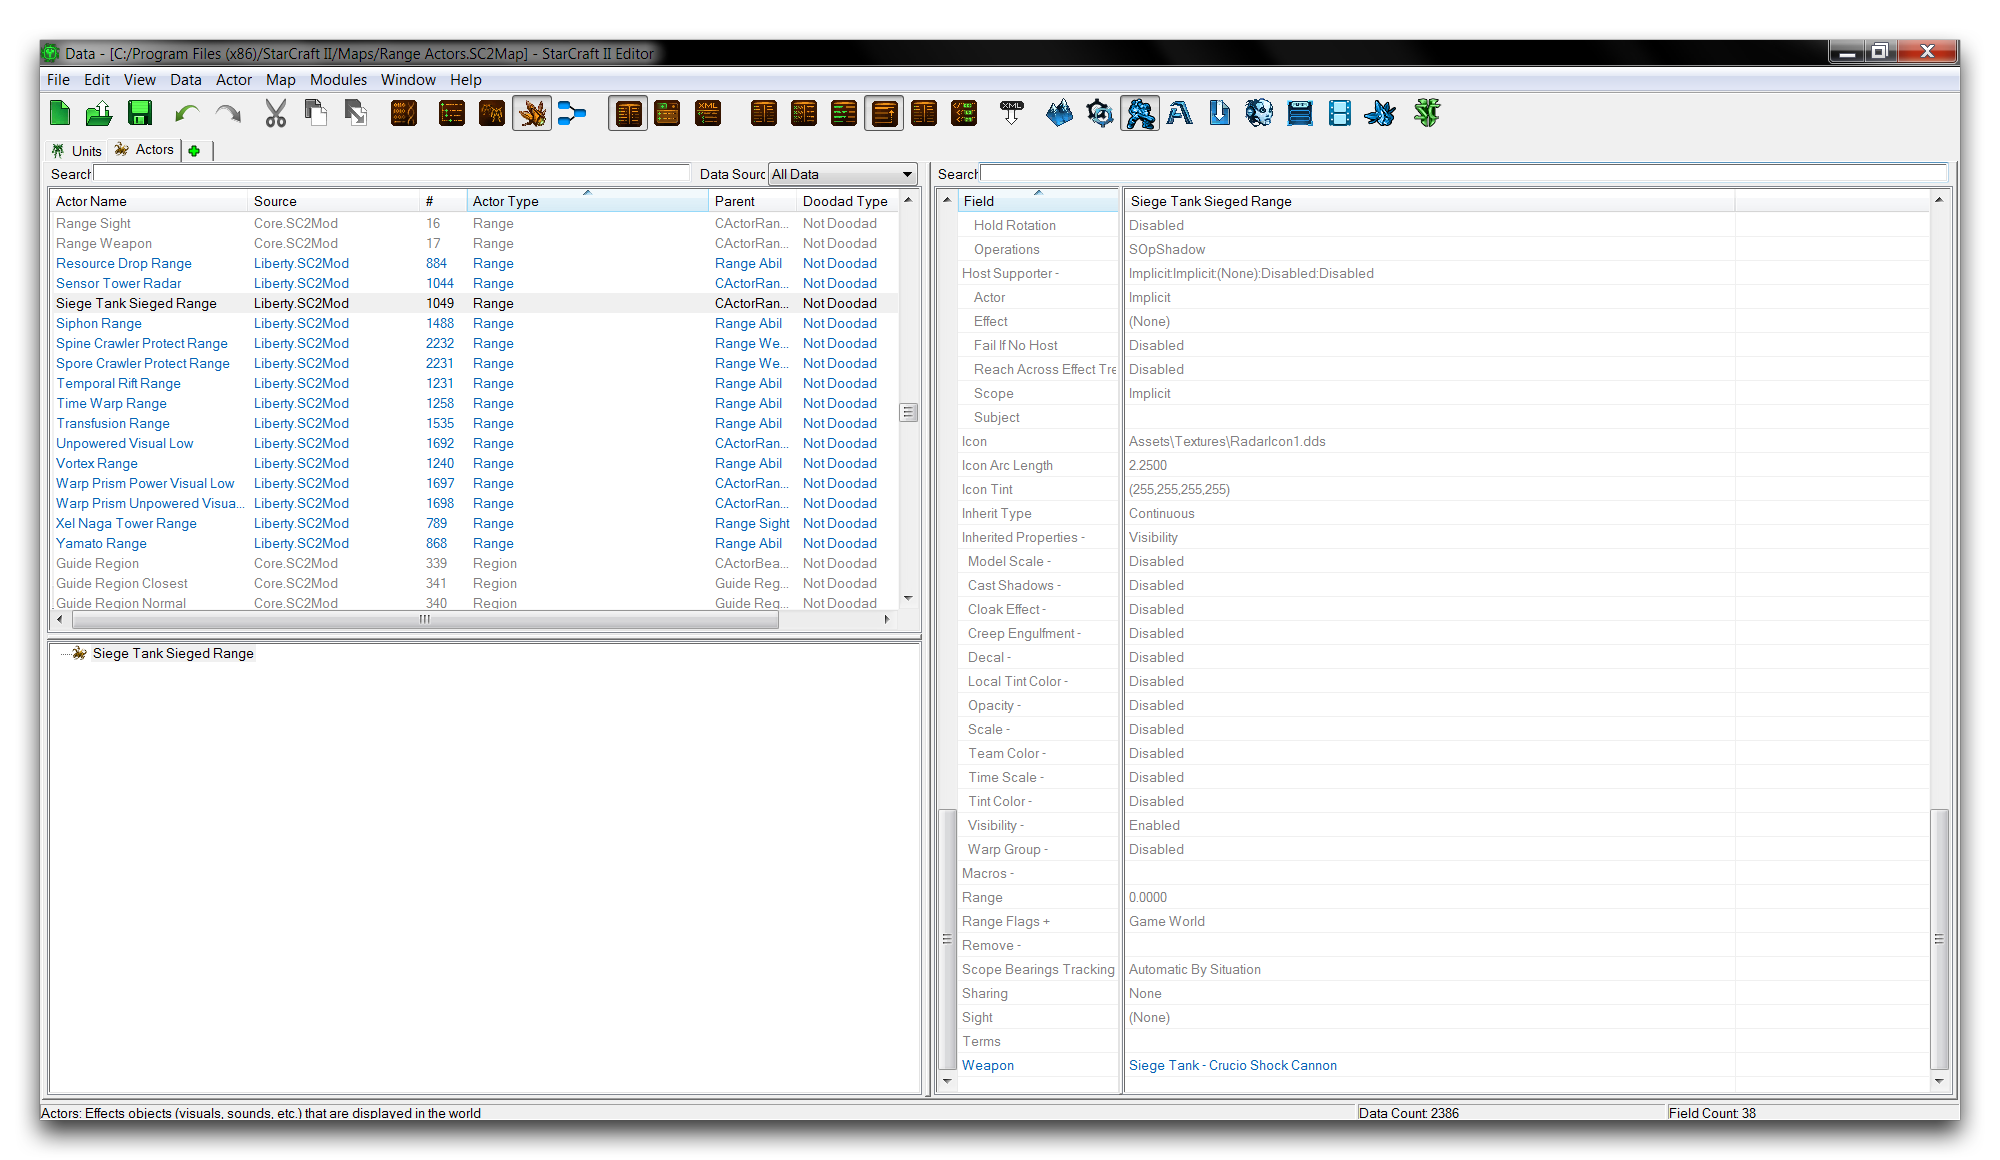 Data - [C:/Program Files (x86)/StarCraft II/Maps/Range Actors.SC2Map] - StarCraft II Editor
File Edit View Data Actor Map Modules Window Help
XML XML
Units Actors
Search Data Sourc All Data Search
Actor Name Source # Actor Type Parent Doodad Type
Range Sight Core.SC2Mod 16 Range CActorRan... Not Doodad
Range Weapon Core.SC2Mod 17 Range CActorRan... Not Doodad
Resource Drop Range Liberty.SC2Mod 884 Range Range Abil Not Doodad
Sensor Tower Radar Liberty.SC2Mod 1044 Range CActorRan... Not Doodad
Siege Tank Sieged Range Liberty.SC2Mod 1049 Range CActorRan... Not Doodad
Siphon Range Liberty.SC2Mod 1488 Range Range Abil Not Doodad
Spine Crawler Protect Range Liberty.SC2Mod 2232 Range Range We... Not Doodad
Spore Crawler Protect Range Liberty.SC2Mod 2231 Range Range We... Not Doodad
Temporal Rift Range Liberty.SC2Mod 1231 Range Range Abil Not Doodad
Time Warp Range Liberty.SC2Mod 1258 Range Range Abil Not Doodad
Transfusion Range Liberty.SC2Mod 1535 Range Range Abil Not Doodad
Unpowered Visual Low Liberty.SC2Mod 1692 Range CActorRan... Not Doodad
Vortex Range Liberty.SC2Mod 1240 Range Range Abil Not Doodad
Warp Prism Power Visual Low Liberty.SC2Mod 1697 Range CActorRan... Not Doodad
Warp Prism Unpowered Visua... Liberty.SC2Mod 1698 Range CActorRan... Not Doodad
Xel Naga Tower Range Liberty.SC2Mod 789 Range Range Sight Not Doodad
Yamato Range Liberty.SC2Mod 868 Range Range Abil Not Doodad
Guide Region Core.SC2Mod 339 Region CActorBea... Not Doodad
Guide Region Closest Core.SC2Mod 341 Region Guide Reg... Not Doodad
Guide Region Normal Core.SC2Mod 340 Region Guide Reg... Not Doodad
Siege Tank Sieged Range
Field Siege Tank Sieged Range
Hold Rotation Disabled
Operations SOpShadow
Host Supporter - Implicit:Implicit:(None):Disabled:Disabled
Actor Implicit
Effect (None)
Fail If No Host Disabled
Reach Across Effect Tre Disabled
Scope Implicit
Subject
Icon Assets\Textures\RadarIcon1.dds
Icon Arc Length 2.2500
Icon Tint (255,255,255,255)
Inherit Type Continuous
Inherited Properties - Visibility
Model Scale - Disabled
Cast Shadows - Disabled
Cloak Effect - Disabled
Creep Engulfment - Disabled
Decal - Disabled
Local Tint Color - Disabled
Opacity - Disabled
Scale - Disabled
Team Color - Disabled
Time Scale - Disabled
Tint Color - Disabled
Visibility - Enabled
Warp Group - Disabled
Macros -
Range 0.0000
Range Flags + Game World
Remove -
Scope Bearings Tracking Automatic By Situation
Sharing None
Sight (None)
Terms
Weapon Siege Tank - Crucio Shock Cannon
Actors: Effects objects (visuals, sounds, etc.) that are displayed in the world Data Count: 2386 Field Count: 38